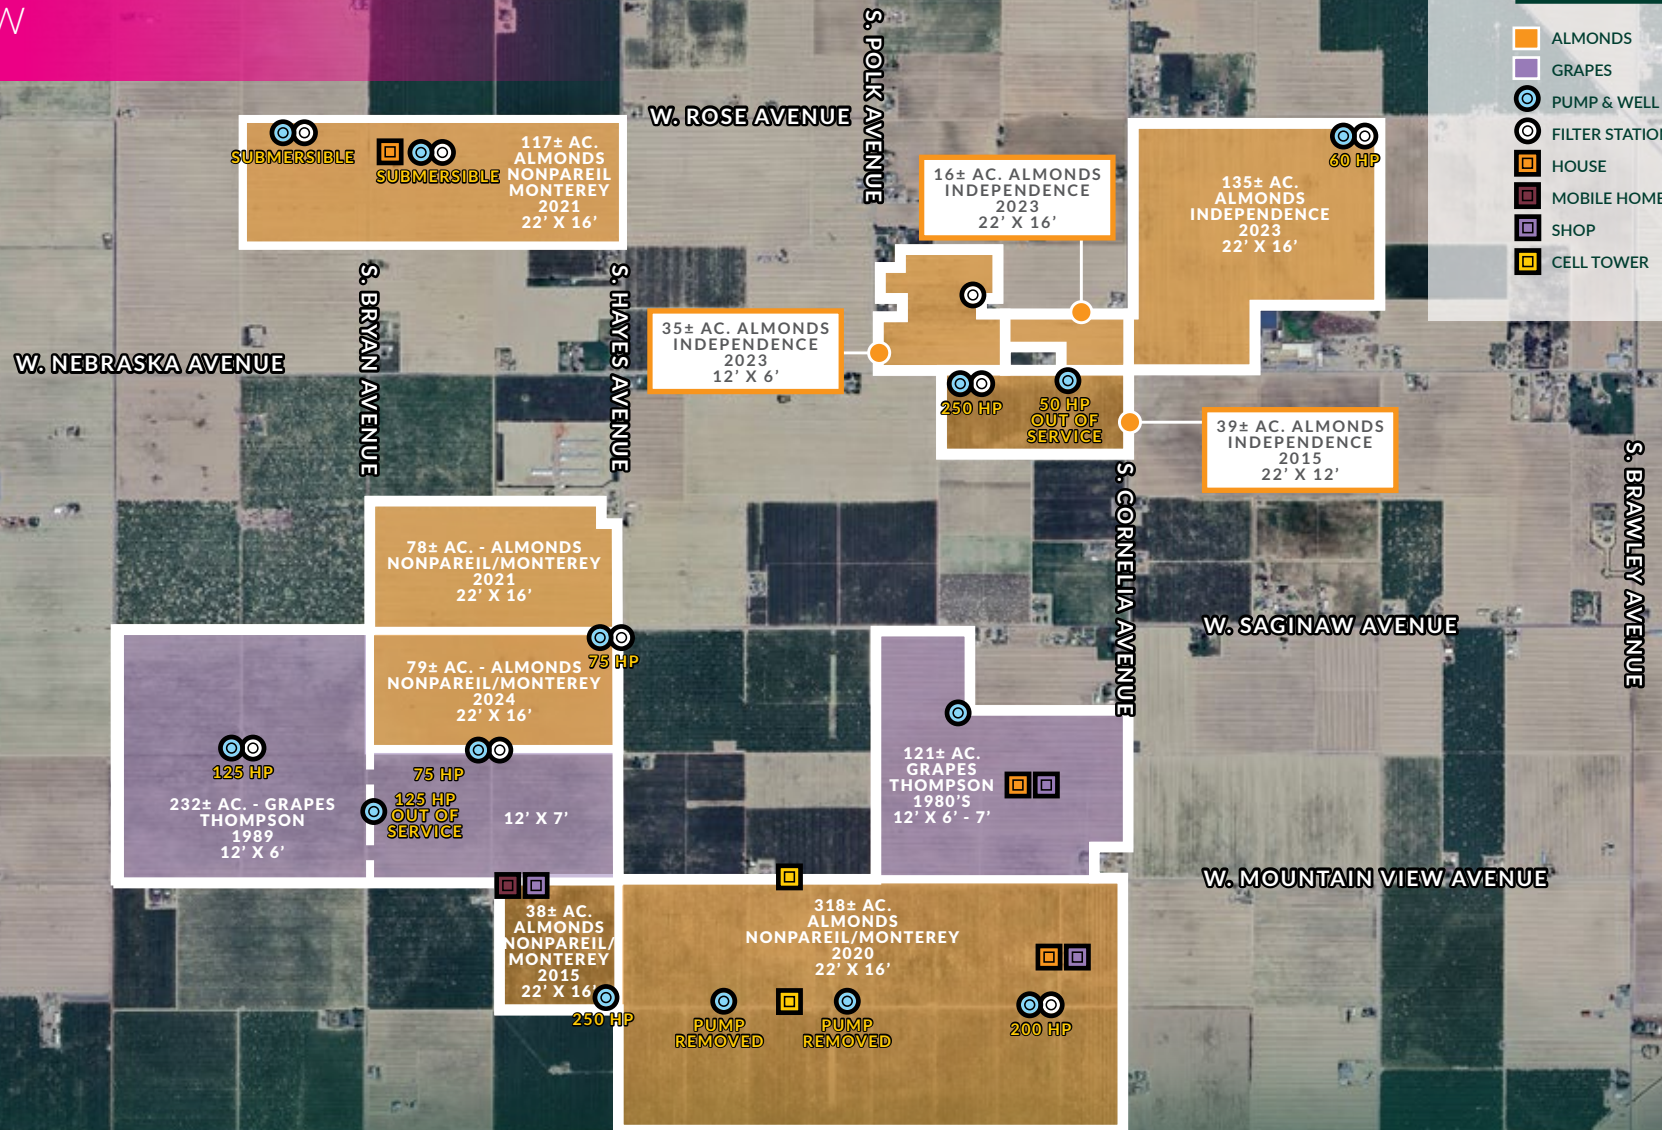 W
ALMONDS
GRAPES
PUMP & WELL
FILTER STATION
HOUSE
MOBILE HOME
SHOP
CELL TOWER
S. POLK AVENUE
W. ROSE AVENUE
SUBMERSIBLE
SUBMERSIBLE
117± AC.
ALMONDS
NONPAREIL
MONTEREY
2021
22' X 16'
16± AC. ALMONDS
INDEPENDENCE
2023
22' X 16'
60 HP
135± AC.
ALMONDS
INDEPENDENCE
2023
22' X 16'
S. BRYAN AVENUE
S. HAYES AVENUE
35± AC. ALMONDS
INDEPENDENCE
2023
12' X 6'
W. NEBRASKA AVENUE
250 HP
50 HP
OUT OF
SERVICE
39± AC. ALMONDS
INDEPENDENCE
2015
22' X 12'
S. CORNELIA AVENUE
S. BRAWLEY AVENUE
78± AC. - ALMONDS
NONPAREIL/MONTEREY
2021
22' X 16'
W. SAGINAW AVENUE
75 HP
79± AC. - ALMONDS
NONPAREIL/MONTEREY
2024
22' X 16'
125 HP
232± AC. - GRAPES
THOMPSON
1989
12' X 6'
75 HP
125 HP
OUT OF
SERVICE
12' X 7'
121± AC.
GRAPES
THOMPSON
1980'S
12' X 6' - 7'
W. MOUNTAIN VIEW AVENUE
38± AC.
ALMONDS
NONPAREIL/
MONTEREY
2015
22' X 16'
250 HP
318± AC.
ALMONDS
NONPAREIL/MONTEREY
2020
22' X 16'
PUMP
REMOVED
PUMP
REMOVED
200 HP